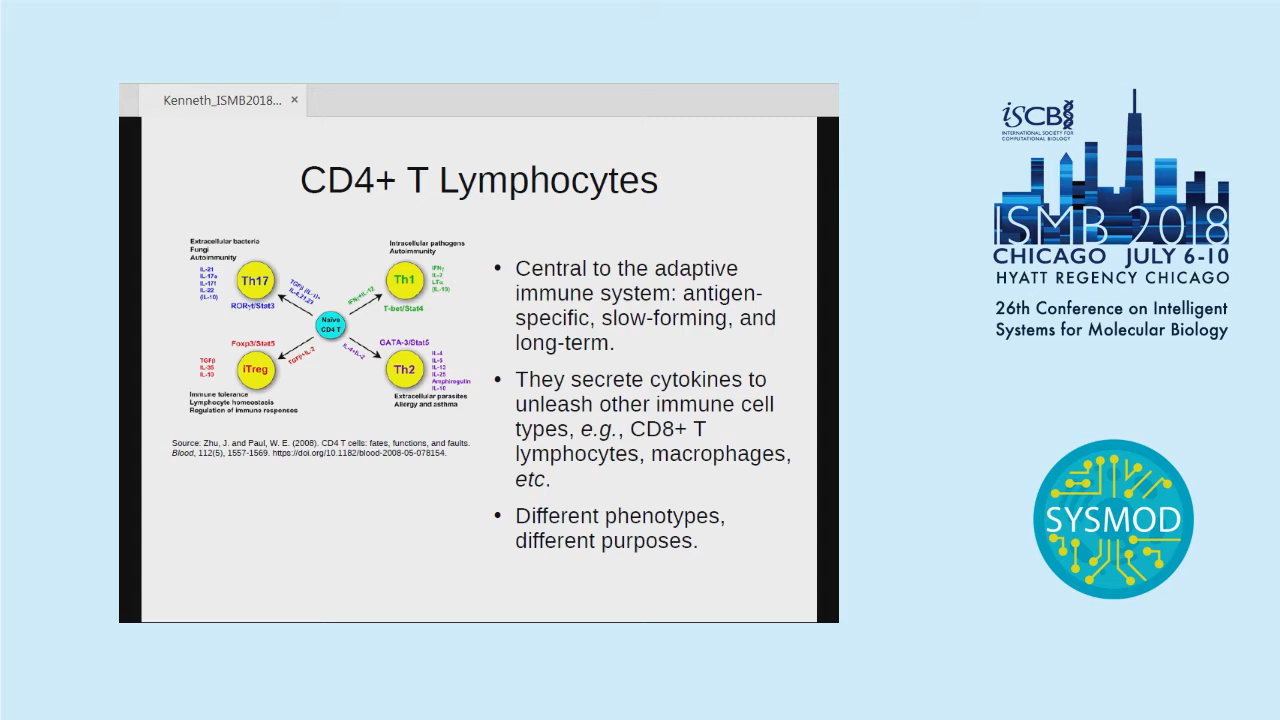 Kenneth_ISMB2018... ×
CD4+ T Lymphocytes
Extracellular bacteria
Fungi
Autoimmunity
IL-21
IL-17a
IL-17f
IL-22
(IL-10)
Th17
RORγt/Stat3
TGFβ (IL-1)+
IL-6,21,23
Intracellular pathogens
Autoimmunity
Th1
IFNγ
IL-2
LTα
(IL-10)
T-bet/Stat4
IFNγ+IL-12
Naïve
CD4 T
Foxp3/Stat5
TGFβ
IL-35
IL-10
iTreg
TGFβ+IL-2
Immune tolerance
Lymphocyte homeostasis
Regulation of immune responses
GATA-3/Stat5
IL-4+IL-2
Th2
IL-4
IL-5
IL-13
IL-25
Amphiregulin
IL-10
Extracellular parasites
Allergy and asthma
Source: Zhu, J. and Paul, W. E. (2008). CD4 T cells: fates, functions, and faults.
Blood, 112(5), 1557-1569. https://doi.org/10.1182/blood-2008-05-078154.
• Central to the adaptive
immune system: antigen-
specific, slow-forming, and
long-term.
• They secrete cytokines to
unleash other immune cell
types, e.g., CD8+ T
lymphocytes, macrophages,
etc.
• Different phenotypes,
different purposes.
iSCB
INTERNATIONAL SOCIETY FOR
COMPUTATIONAL BIOLOGY
ISMB 2018
CHICAGO JULY 6-10
HYATT REGENCY CHICAGO
26th Conference on Intelligent
Systems for Molecular Biology
SYSMOD